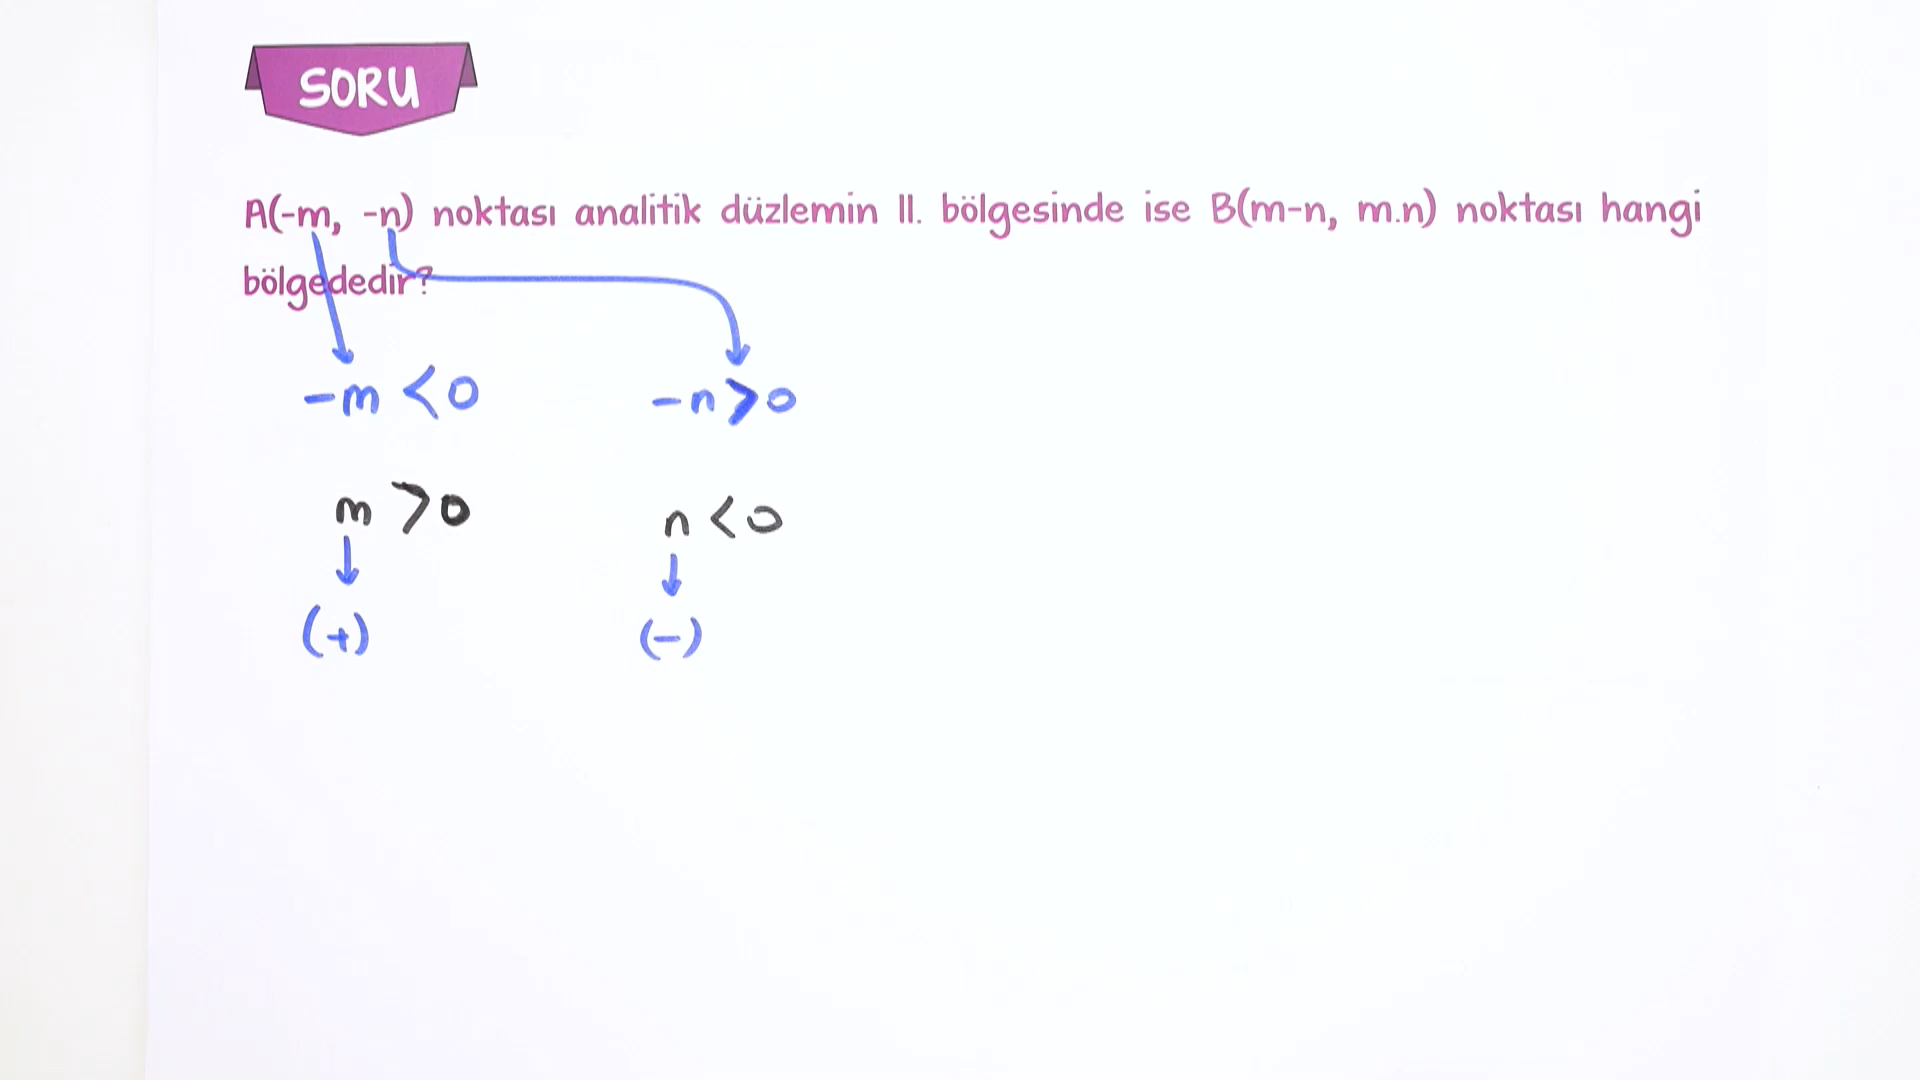 SORU
A(-m, -n) noktası analitik düzlemin II. bölgesinde ise B(m-n, m.n) noktası hangi
bölgededir?
-m < 0 -n > 0
m > 0 n < 0
(+) (-)